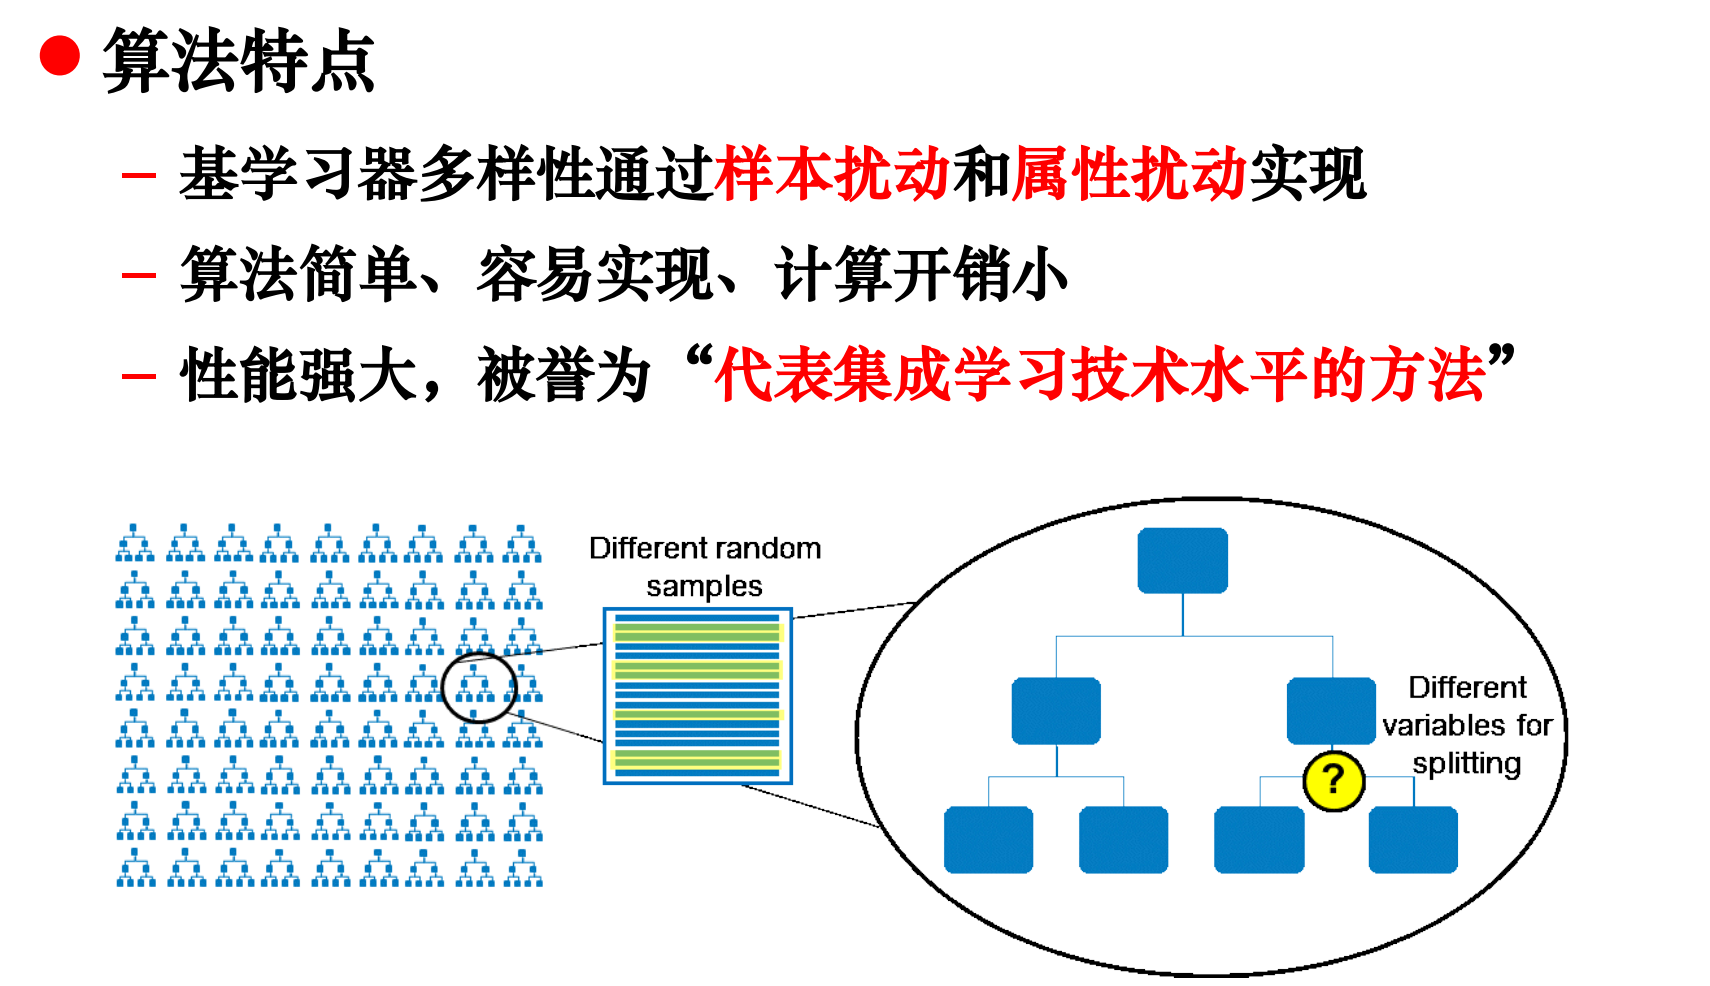 算法特点
– 基学习器多样性通过样本扰动和属性扰动实现
– 算法简单、容易实现、计算开销小
– 性能强大，被誉为“代表集成学习技术水平的方法”
Different random
samples
Different
variables for
splitting
?